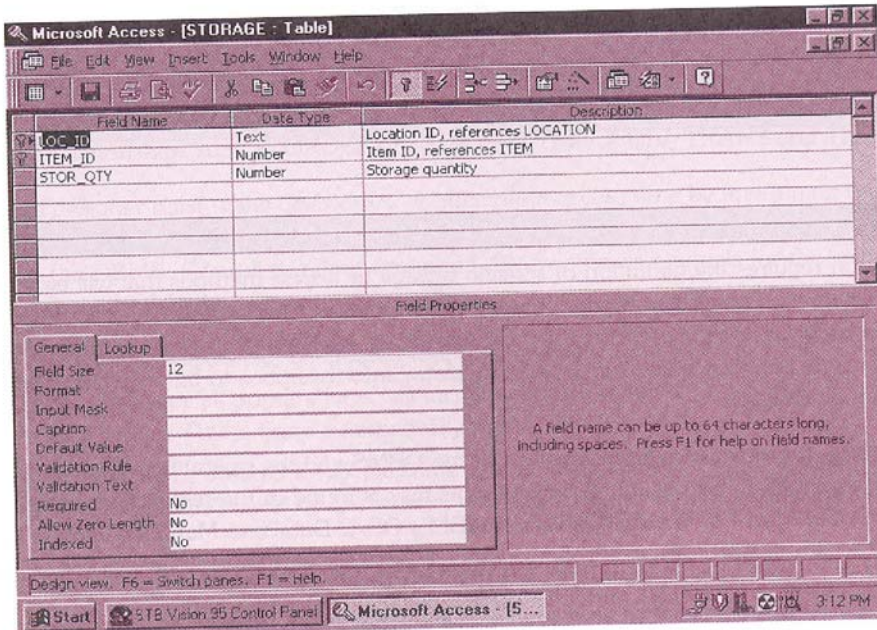 Microsoft Access - [STORAGE : Table]
File Edit View Insert Tools Window Help
Field Name Data Type Description
LOC_ID Text Location ID, references LOCATION
ITEM_ID Number Item ID, references ITEM
STOR_QTY Number Storage quantity
Field Properties
General Lookup
Field Size 12
Format
Input Mask
Caption
Default Value
Validation Rule
Validation Text
Required No
Allow Zero Length No
Indexed No
A field name can be up to 64 characters long,
including spaces. Press F1 for help on field names.
Design view. F6 = Switch panes. F1 = Help.
Start STB Vision 95 Control Panel Microsoft Access - [S... 3:12 PM